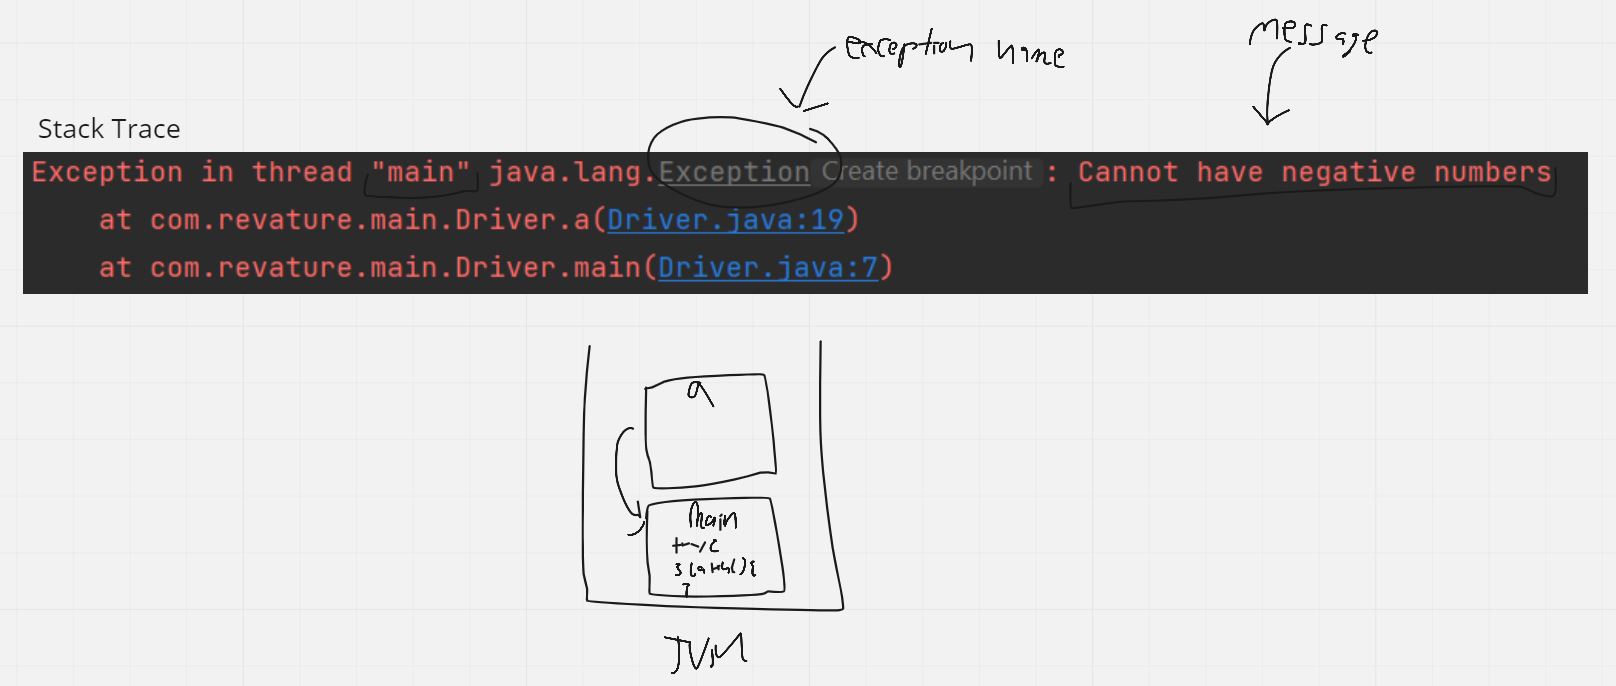 exception name
message
Stack Trace
Exception in thread "main" java.lang.Exception Create breakpoint : Cannot have negative numbers
at com.revature.main.Driver.a(Driver.java:19)
at com.revature.main.Driver.main(Driver.java:7)
a
main
try{
}catch(){
}
JVM